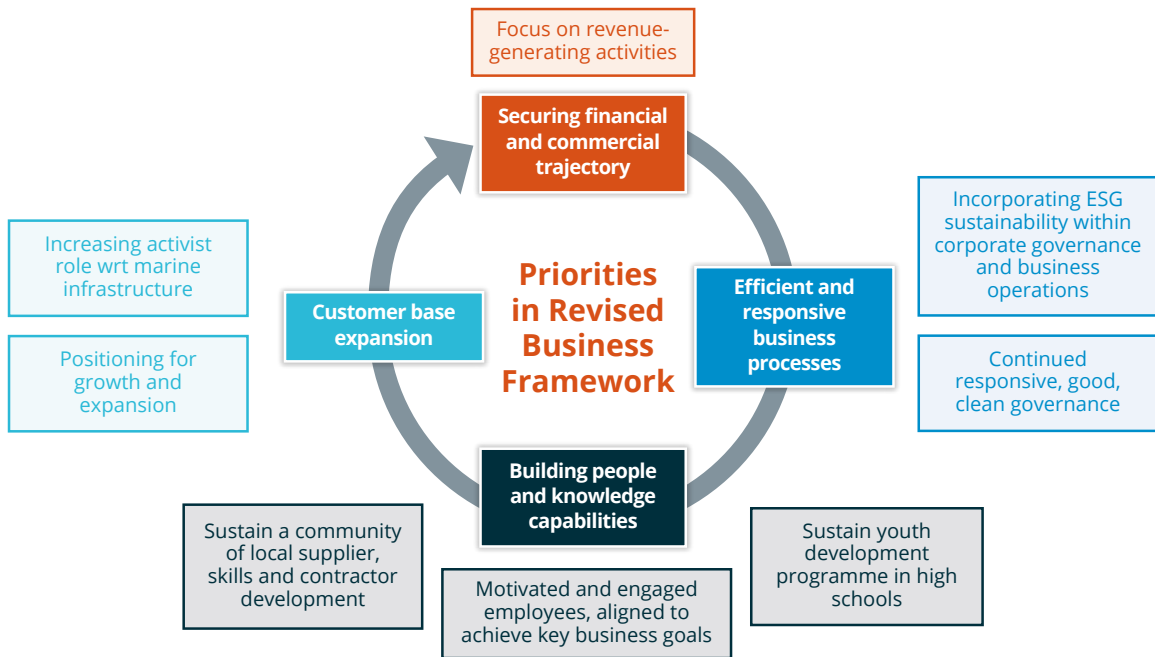 Focus on revenue-
generating activities
Securing financial
and commercial
trajectory
Incorporating ESG
sustainability within
corporate governance
and business
operations
Increasing activist
role wrt marine
infrastructure
Priorities
in Revised
Business
Framework
Efficient and
responsive
business
processes
Customer base
expansion
Positioning for
growth and
expansion
Continued
responsive, good,
clean governance
Building people
and knowledge
capabilities
Sustain a community
of local supplier,
skills and contractor
development
Motivated and engaged
employees, aligned to
achieve key business goals
Sustain youth
development
programme in high
schools